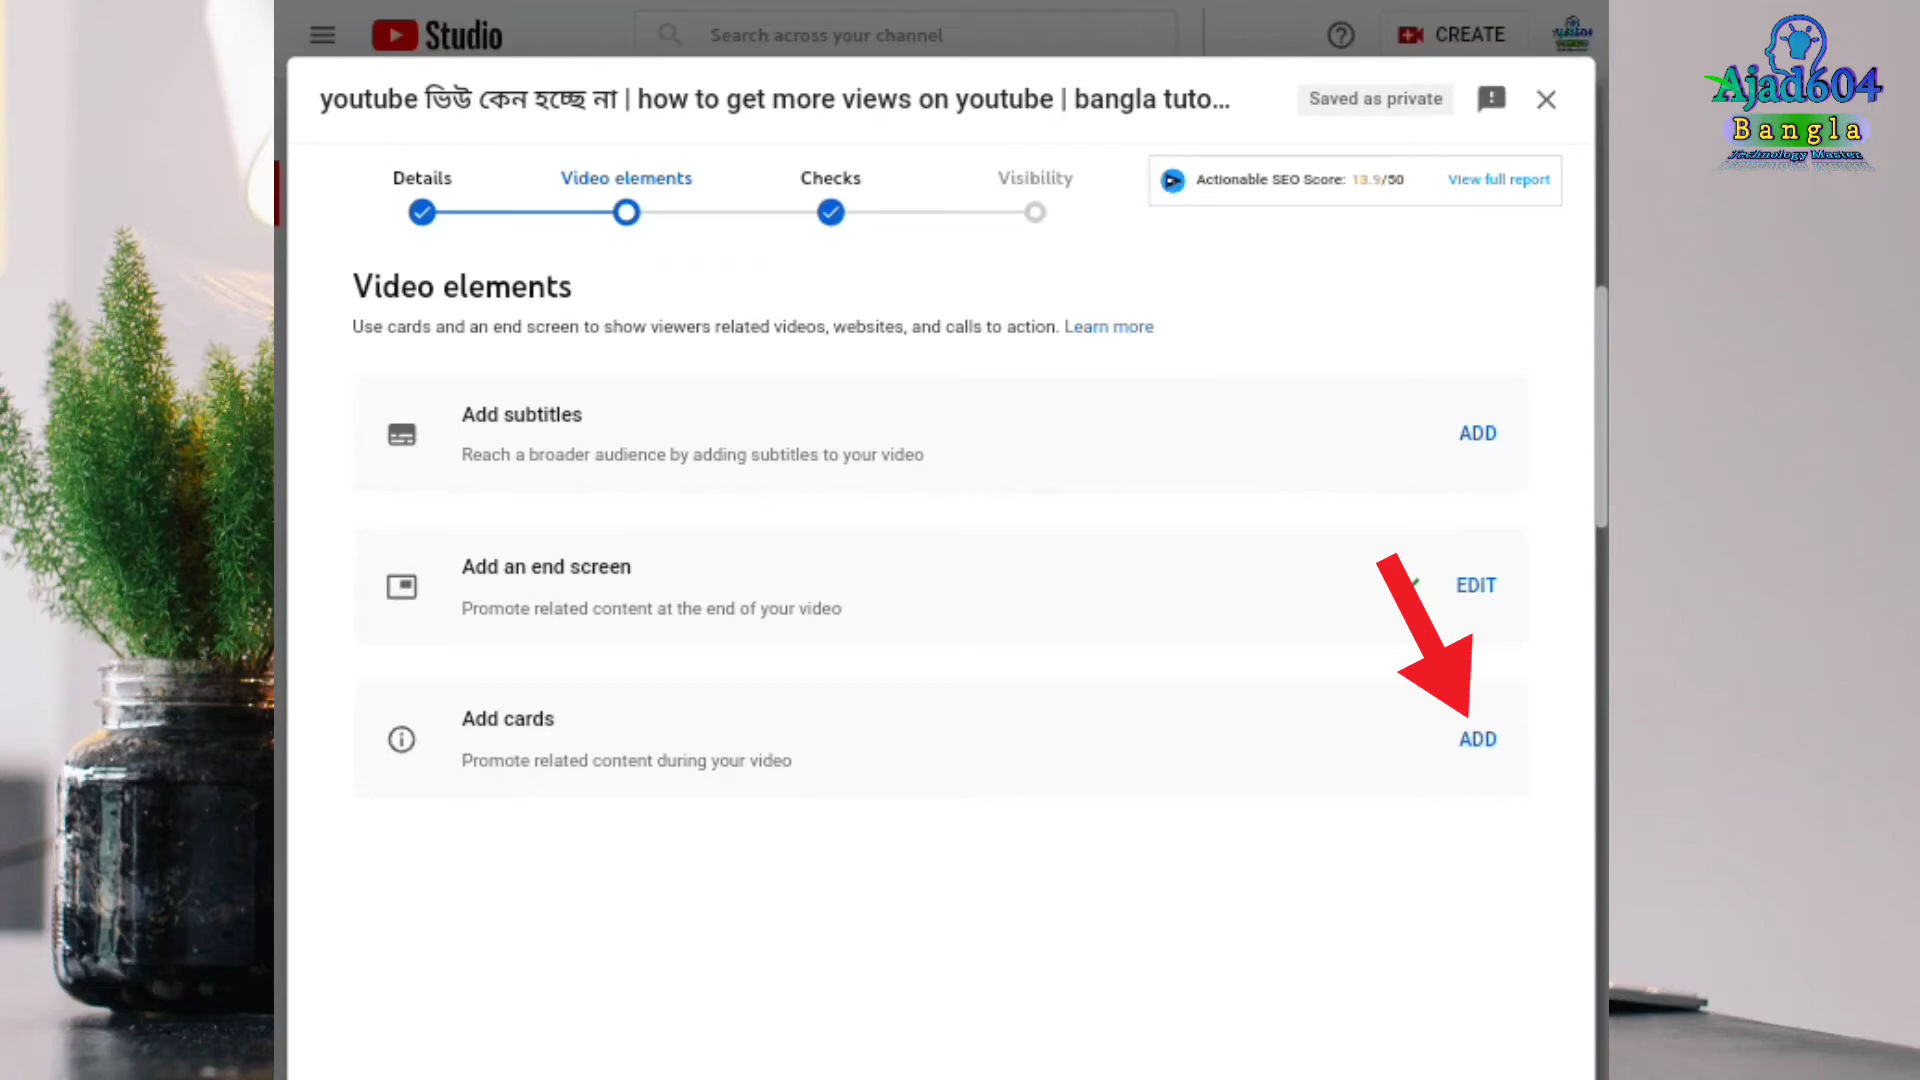 Studio
Search across your channel
CREATE
youtube ভিউ কেন হচ্ছে না | how to get more views on youtube | bangla tuto...
Saved as private
Details
Video elements
Checks
Visibility
Actionable SEO Score: 13.9/50
View full report
Video elements
Use cards and an end screen to show viewers related videos, websites, and calls to action. Learn more
Add subtitles
Reach a broader audience by adding subtitles to your video
ADD
Add an end screen
Promote related content at the end of your video
EDIT
Add cards
Promote related content during your video
ADD
Ajad604
Bangla
Technology Master